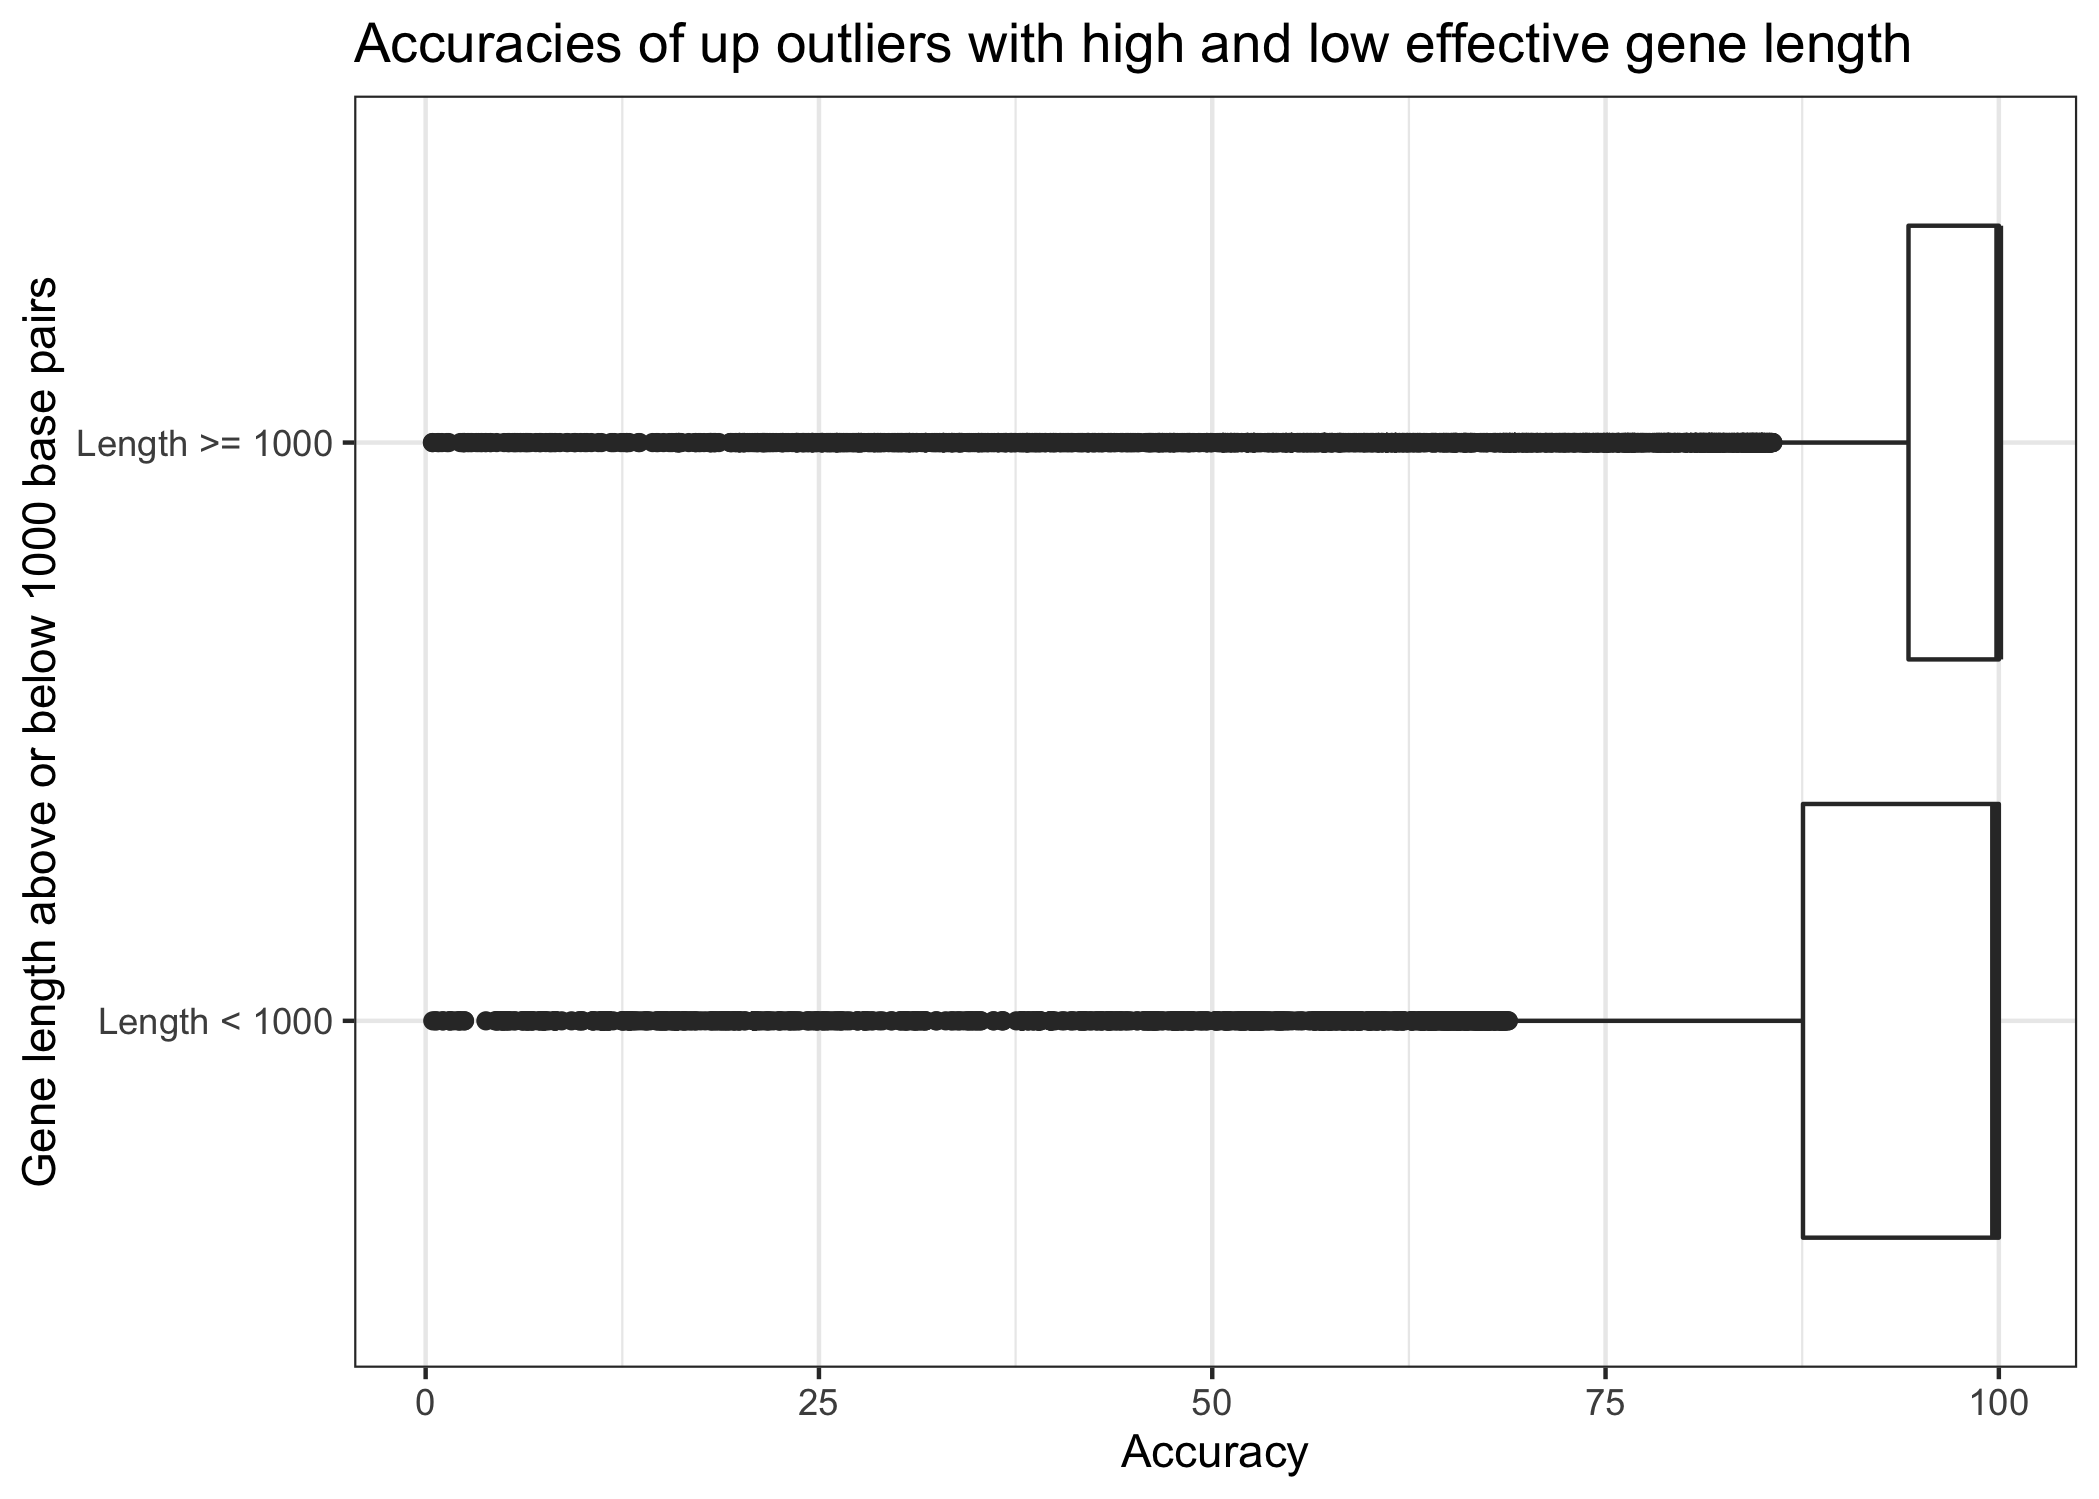 Accuracies of up outliers with high and low effective gene length
Gene length above or below 1000 base pairs
Length >= 1000
Length < 1000
0 25 50 75 100
Accuracy